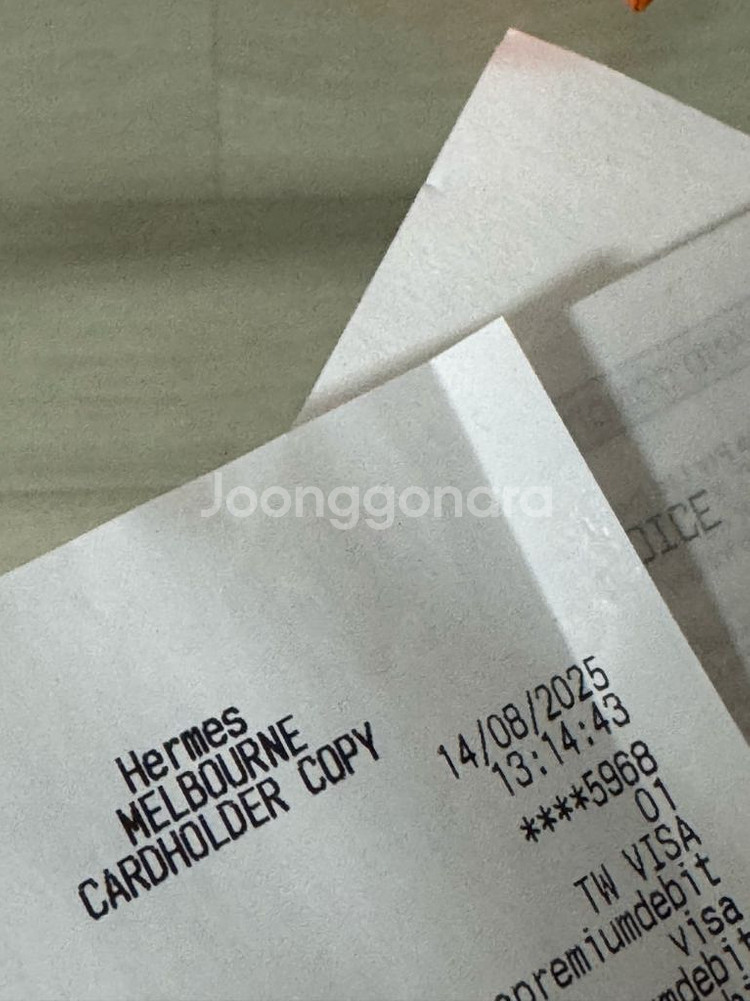 Joonggonara
Hermes
MELBOURNE
CARDHOLDER COPY
14/08/2025
13:14:43
****5968
01
TW VISA
premiumdebit
visa